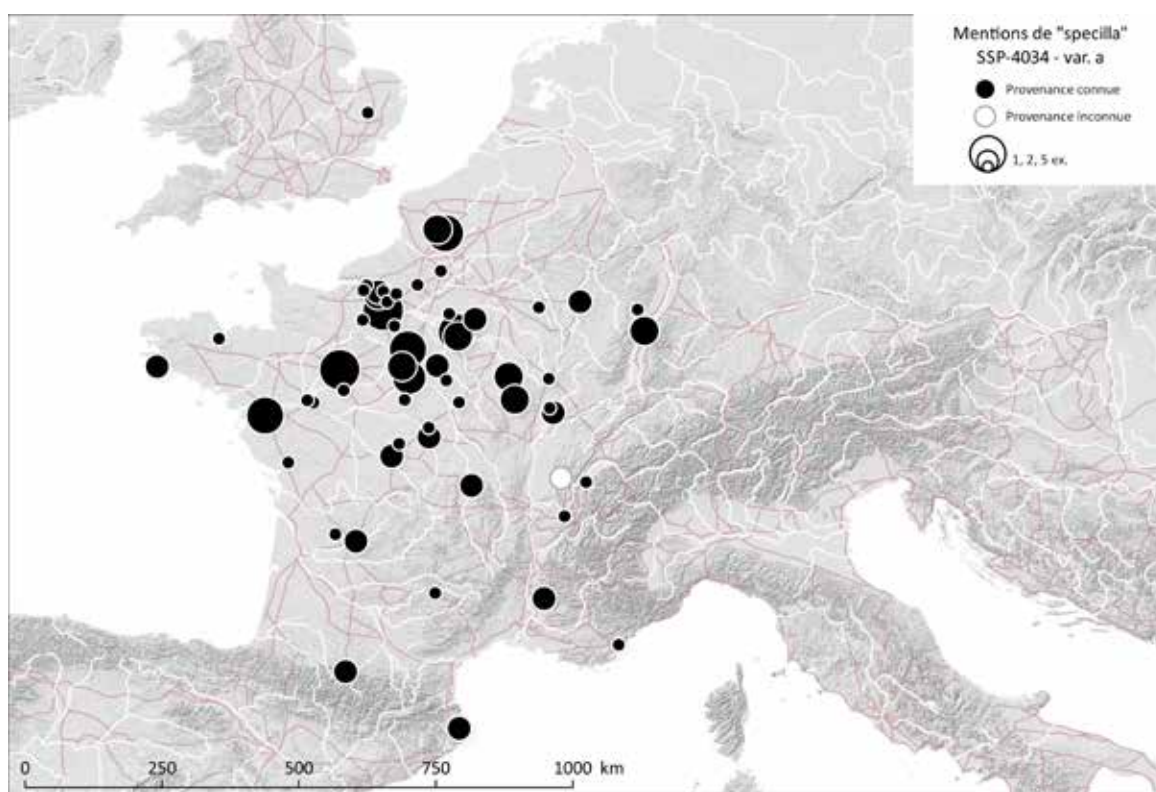 Mentions de "specilla"
SSP-4034 - var. a
Provenance connue
Provenance inconnue
1, 2, 5 ex.
0 250 500 750 1000 km